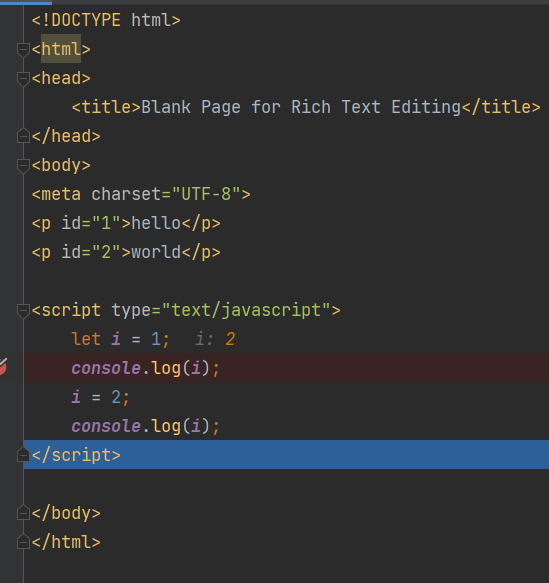 <!DOCTYPE html>
<html>
<head>
    <title>Blank Page for Rich Text Editing</title>
</head>
<body>
<meta charset="UTF-8">
<p id="1">hello</p>
<p id="2">world</p>

<script type="text/javascript">
    let i = 1;  i: 2
    console.log(i);
    i = 2;
    console.log(i);
</script>

</body>
</html>